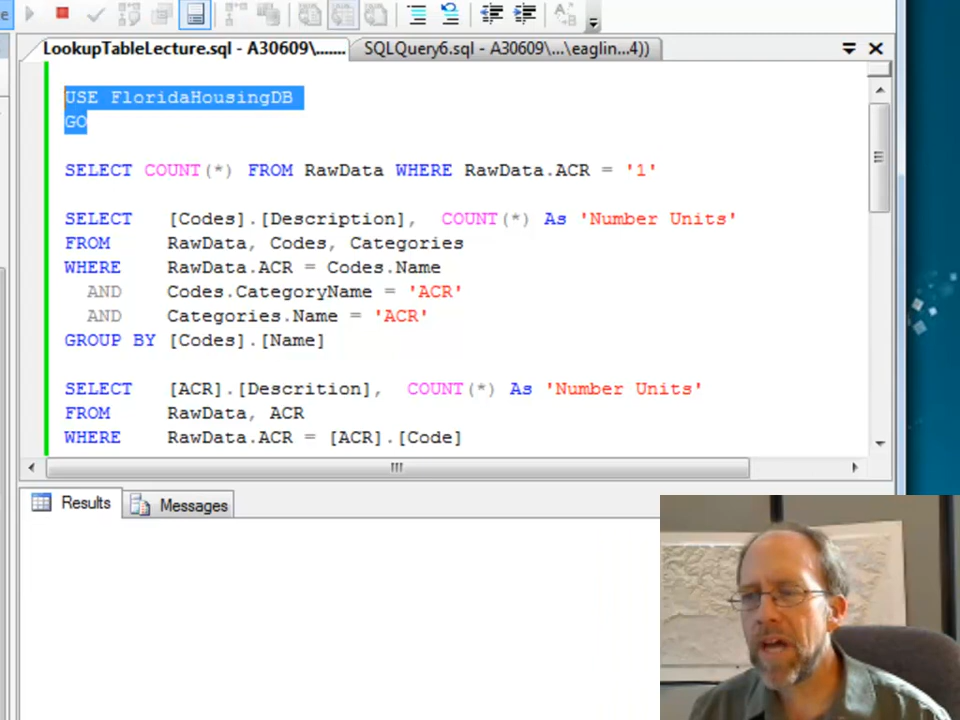 LookupTableLecture.sql - A30609\....... SQLQuery6.sql - A30609\...\eaglin...4))
USE FloridaHousingDB
GO
SELECT COUNT(*) FROM RawData WHERE RawData.ACR = '1'
SELECT [Codes].[Description], COUNT(*) As 'Number Units'
FROM RawData, Codes, Categories
WHERE RawData.ACR = Codes.Name
AND Codes.CategoryName = 'ACR'
AND Categories.Name = 'ACR'
GROUP BY [Codes].[Name]
SELECT [ACR].[Descrition], COUNT(*) As 'Number Units'
FROM RawData, ACR
WHERE RawData.ACR = [ACR].[Code]
Results Messages